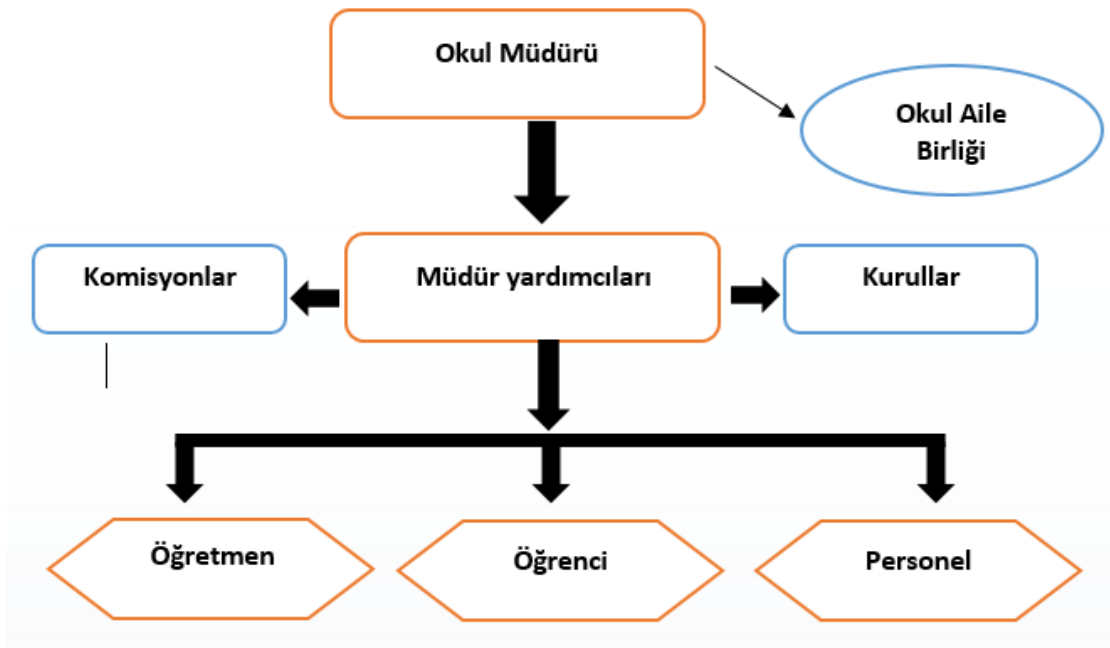 Okul Müdürü
Okul Aile
Birliği
Komisyonlar
Müdür yardımcıları
Kurullar
Öğretmen
Öğrenci
Personel